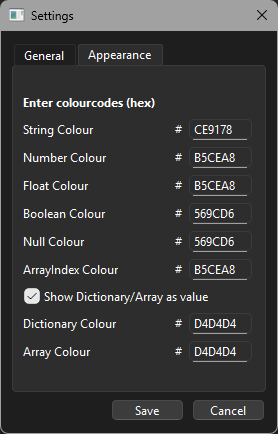 Settings
General Appearance
Enter colourcodes (hex)
String Colour # CE9178
Number Colour # B5CEA8
Float Colour # B5CEA8
Boolean Colour # 569CD6
Null Colour # 569CD6
ArrayIndex Colour # B5CEA8
Show Dictionary/Array as value
Dictionary Colour # D4D4D4
Array Colour # D4D4D4
Save Cancel